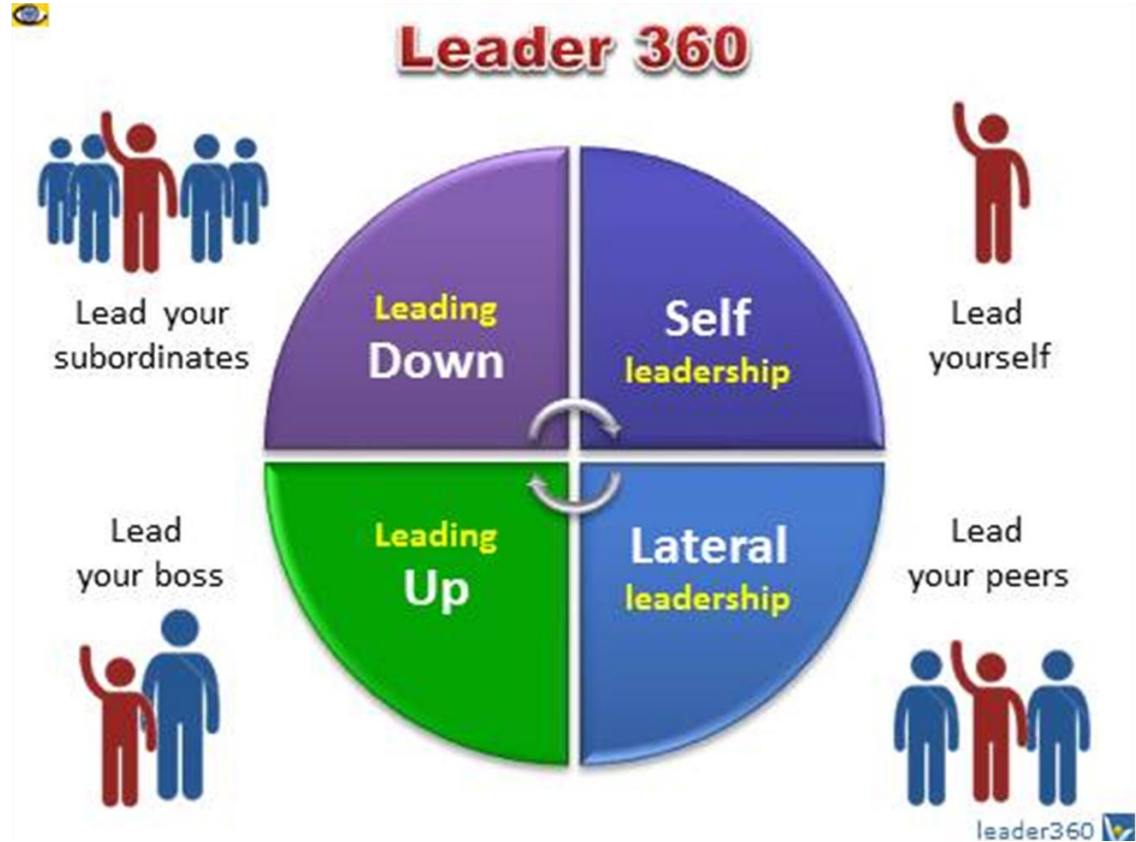 Leader 360
Lead your
subordinates
Leading
Down
Self
leadership
Lead
yourself
Lead
your boss
Leading
Up
Lateral
leadership
Lead
your peers
leader360